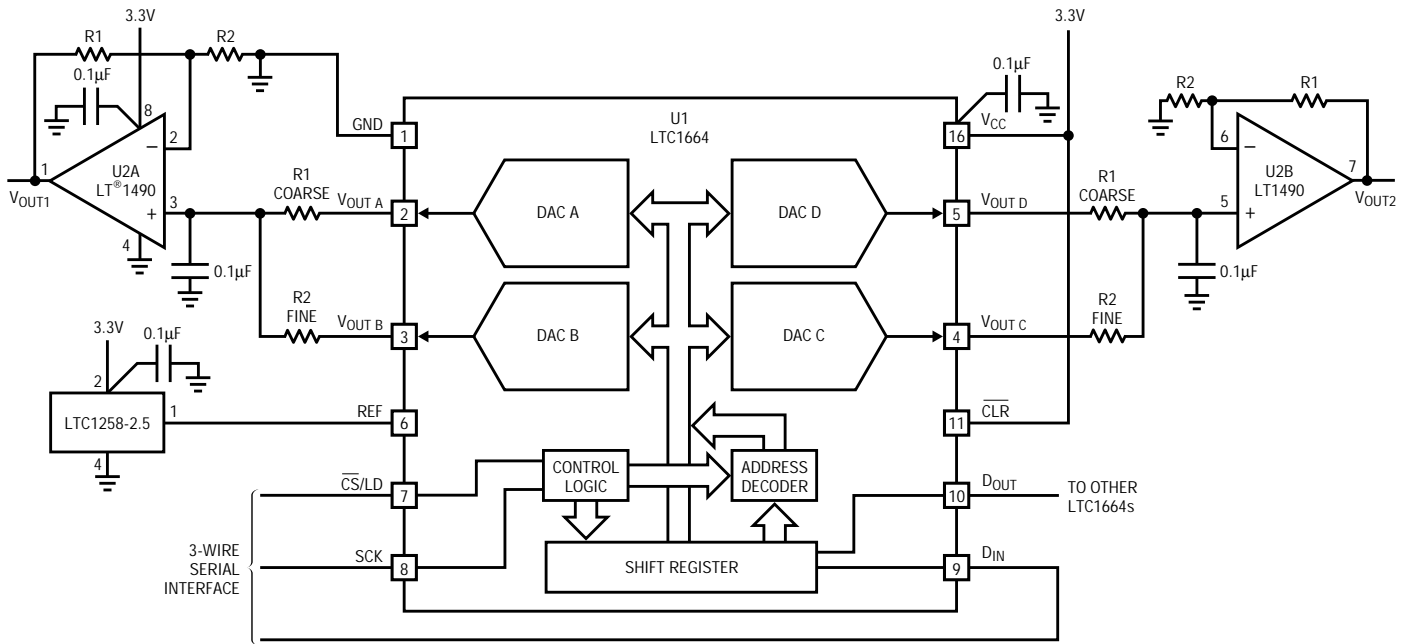 3.3V
R1
R2
0.1µF
8
2
−
U2A
LT®1490
1
VOUT1
3
+
4
0.1µF
R1
COARSE
R2
FINE
3.3V
0.1µF
2
LTC1258-2.5
1
4
GND
1
VOUT A
2
VOUT B
3
REF
6
CS/LD
7
SCK
8
3-WIRE
SERIAL
INTERFACE
U1
LTC1664
DAC A
DAC D
DAC B
DAC C
CONTROL
LOGIC
ADDRESS
DECODER
SHIFT REGISTER
3.3V
0.1µF
16
VCC
5
VOUT D
4
VOUT C
11
CLR
10
DOUT
TO OTHER
LTC1664s
9
DIN
R1
COARSE
R2
FINE
0.1µF
R2
R1
6
−
U2B
LT1490
7
VOUT2
5
+